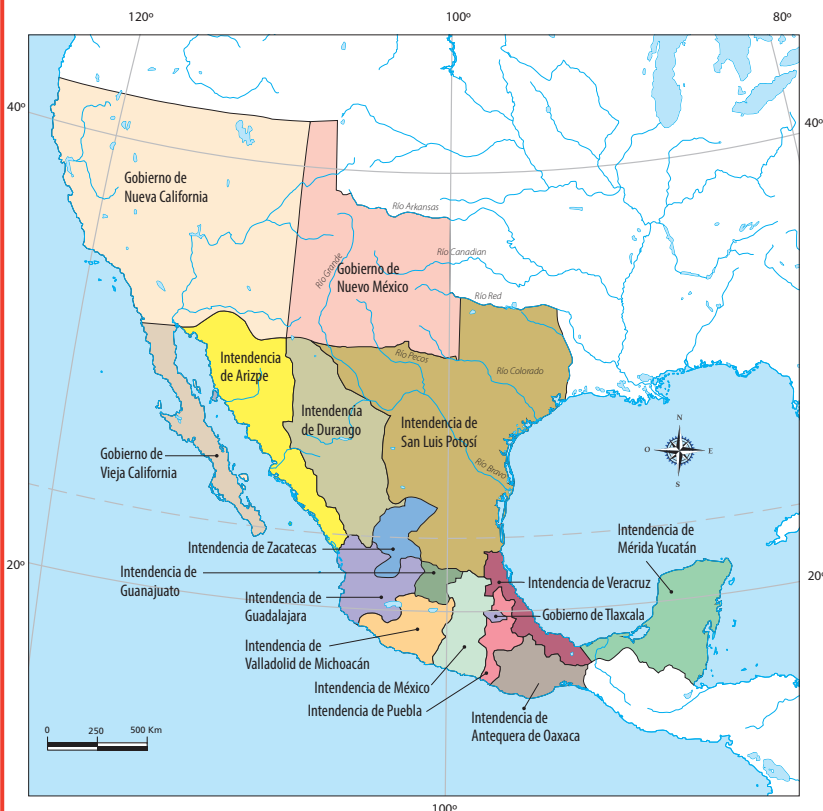 120º
100º
80º
40º
40º
Gobierno de
Nueva California
Río Arkansas
Río Canadian
Río Grande
Gobierno de
Nuevo México
Río Red
Río Pecos
Intendencia
de Arizpe
Río Colorado
Intendencia
de Durango
Intendencia de
San Luis Potosí
N
O
E
S
Gobierno de
Vieja California
Río Bravo
Intendencia de
Mérida Yucatán
Intendencia de Zacatecas
20º
20º
Intendencia de
Guanajuato
Intendencia de Veracruz
Intendencia de
Guadalajara
Gobierno de Tlaxcala
Intendencia de
Valladolid de Michoacán
Intendencia de México
Intendencia de Puebla
Intendencia de
Antequera de Oaxaca
0
250
500 Km
100º